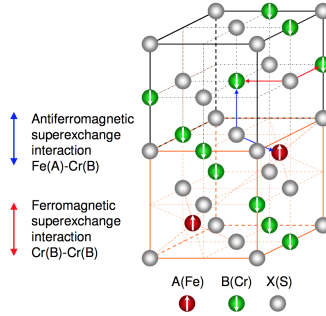 Antiferromagnetic
superexchange
interaction
Fe(A)-Cr(B)
Ferromagnetic
superexchange
interaction
Cr(B)-Cr(B)
A(Fe) B(Cr) X(S)